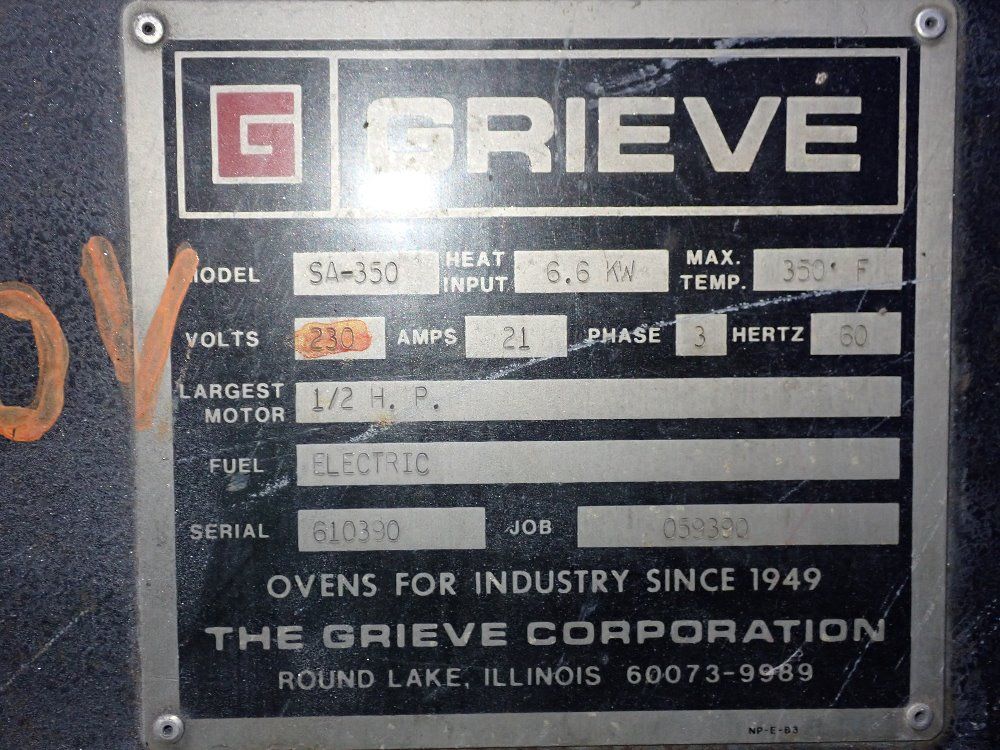 G GRIEVE
MODEL SA-350 HEAT INPUT 6.6 KW MAX. TEMP. 350° F
VOLTS 230 AMPS 21 PHASE 3 HERTZ 60
LARGEST MOTOR 1/2 H. P.
FUEL ELECTRIC
SERIAL 610390 JOB 059390
OVENS FOR INDUSTRY SINCE 1949
THE GRIEVE CORPORATION
ROUND LAKE, ILLINOIS 60073-9989
NP-E-83
0V